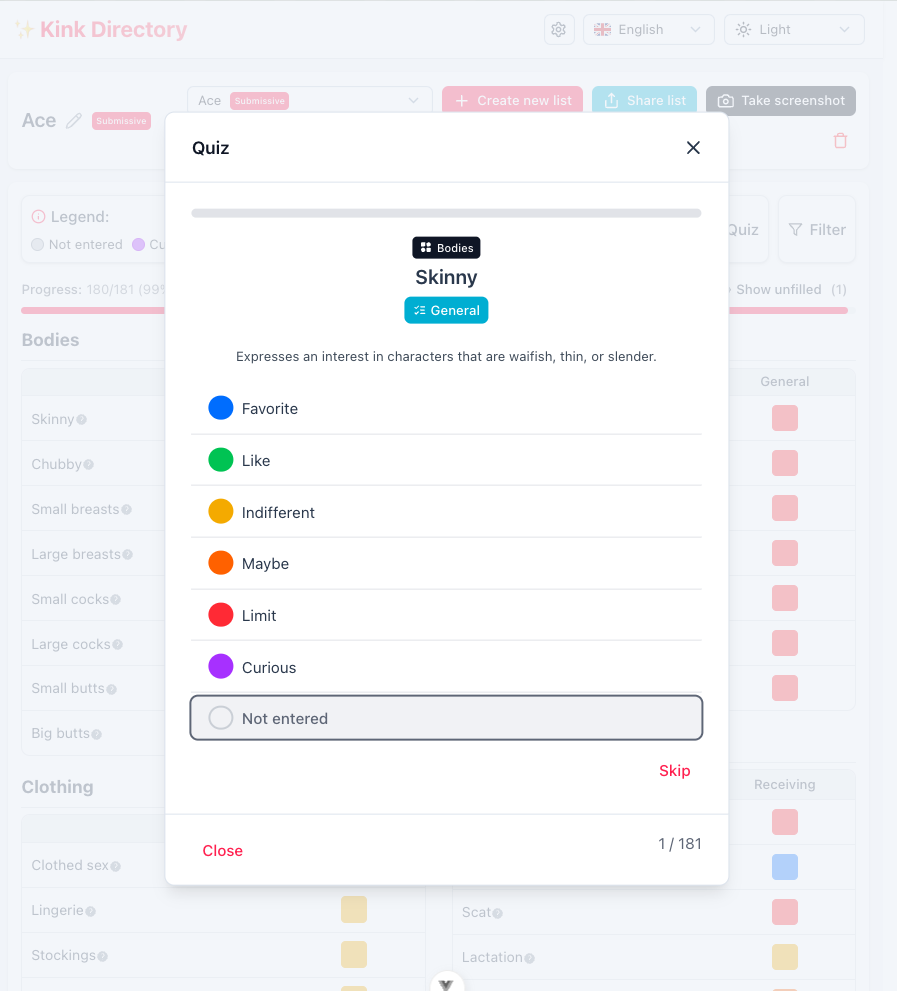 ✨ Kink Directory
English
Light
Ace
Submissive
Ace Submissive
Create new list
Share list
Take screenshot
Quiz
Legend:
Not entered
Cu
Quiz
Filter
Progress: 180/181 (99%
Show unfilled (1)
Bodies
Skinny
General
Expresses an interest in characters that are waifish, thin, or slender.
Favorite
Like
Indifferent
Maybe
Limit
Curious
Not entered
Skip
Close
1 / 181
Bodies
General
Skinny
Chubby
Small breasts
Large breasts
Small cocks
Large cocks
Small butts
Big butts
Clothing
Receiving
Clothed sex
Lingerie
Scat
Stockings
Lactation